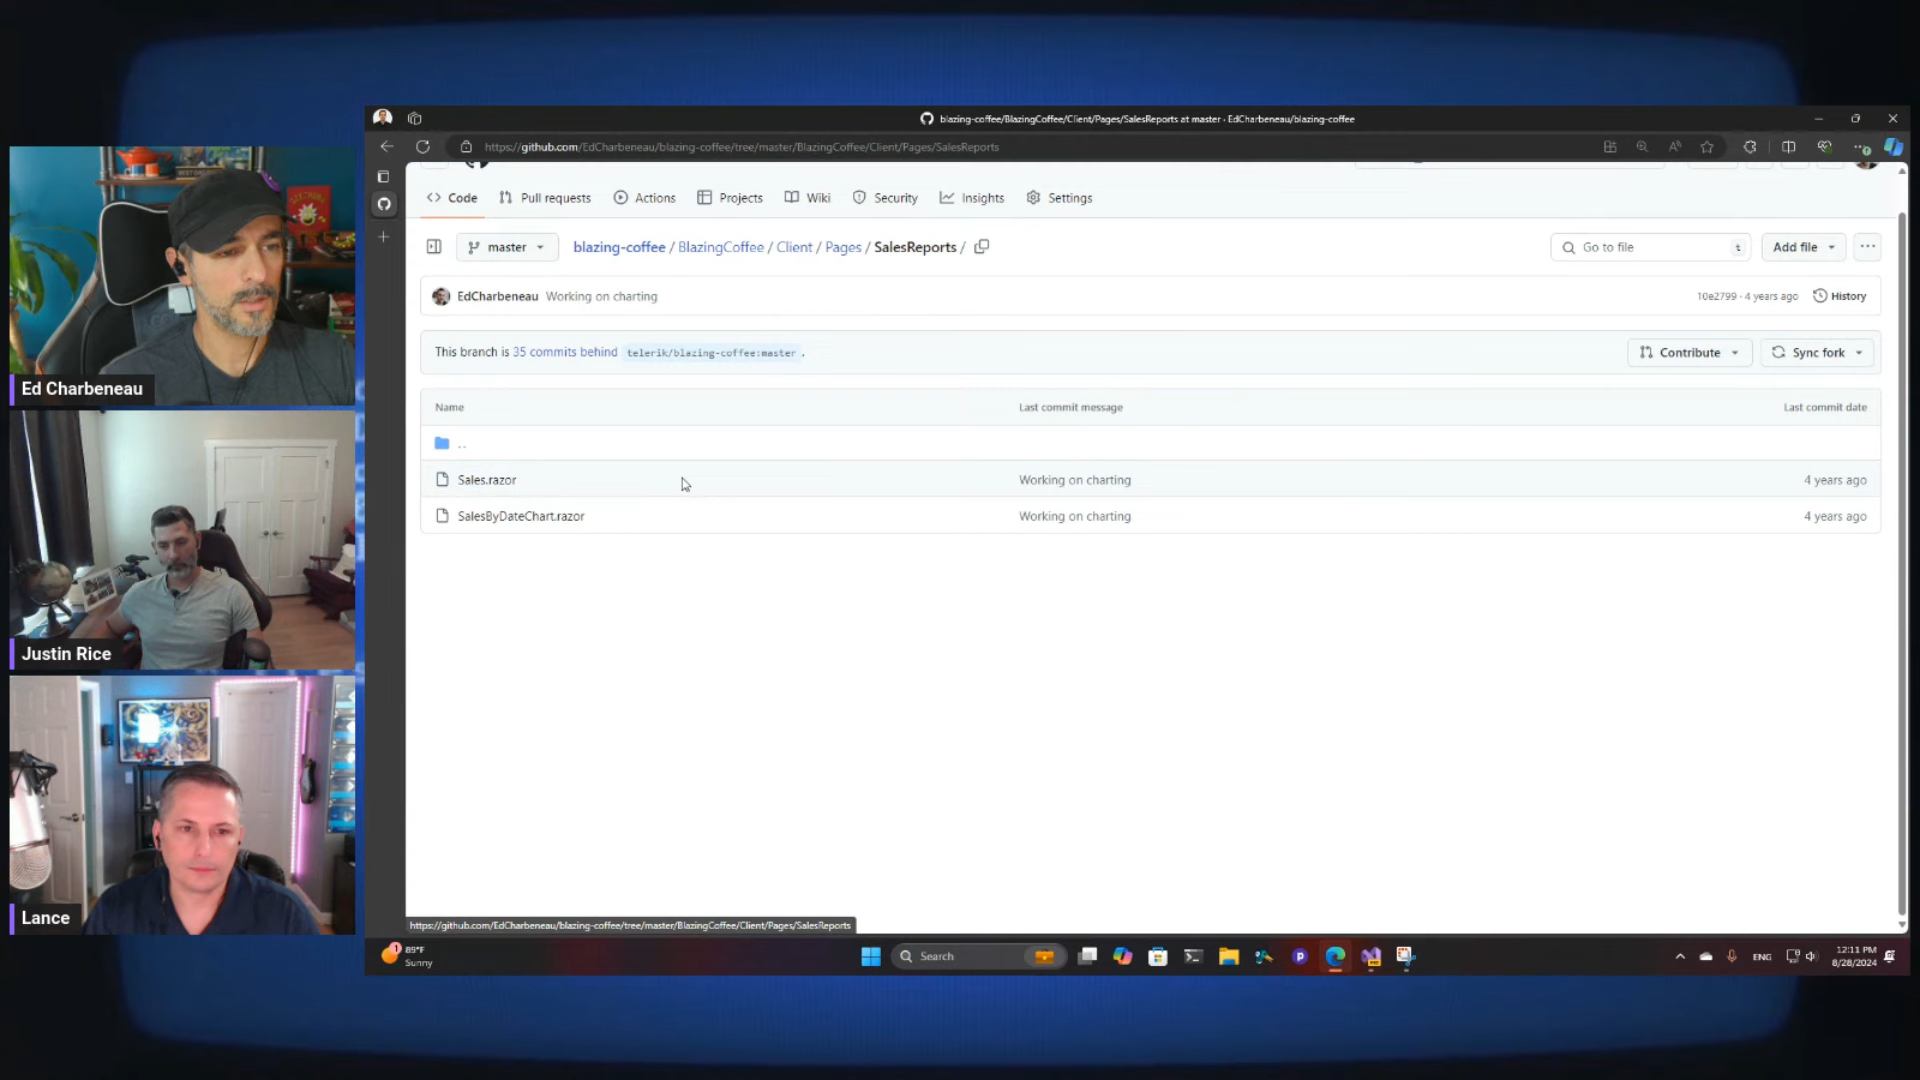 blazing-coffee/BlazingCoffee/Client/Pages/SalesReports at master · EdCharbeneau/blazing-coffee
https://github.com/EdCharbeneau/blazing-coffee/tree/master/BlazingCoffee/Client/Pages/SalesReports
Code Pull requests Actions Projects Wiki Security Insights Settings
master blazing-coffee / BlazingCoffee / Client / Pages / SalesReports / Go to file t Add file
EdCharbeneau Working on charting 10e2799 · 4 years ago History
This branch is 35 commits behind telerik/blazing-coffee:master . Contribute Sync fork
Name Last commit message Last commit date
..
Sales.razor Working on charting 4 years ago
SalesByDateChart.razor Working on charting 4 years ago
https://github.com/EdCharbeneau/blazing-coffee/tree/master/BlazingCoffee/Client/Pages/SalesReports
1 89°F
Sunny
Search
ENG
12:11 PM
8/28/2024
Ed Charbeneau
Justin Rice
Lance